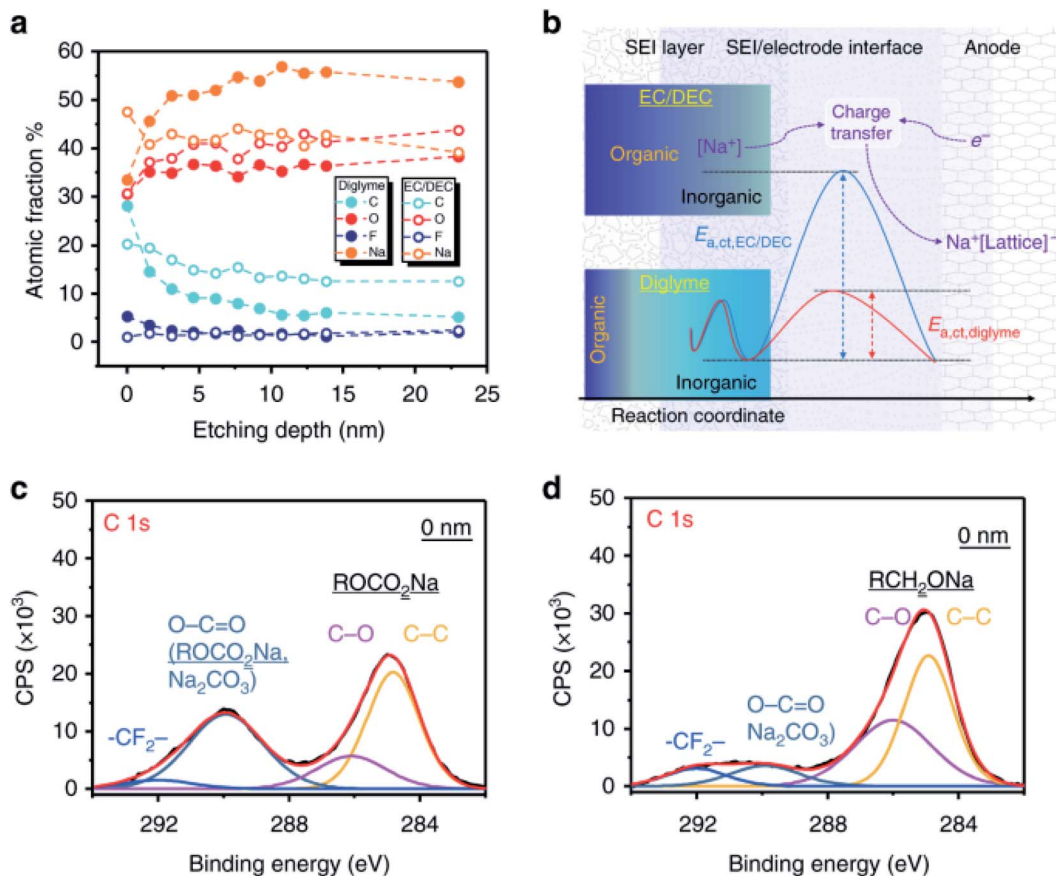 a
60
50
40
30
20
10
0
Atomic fraction %
Diglyme
C
O
F
Na
EC/DEC
C
O
F
Na
0 5 10 15 20 25
Etching depth (nm)
b
SEI layer SEI/electrode interface Anode
EC/DEC
Organic
[Na⁺]
Inorganic
Charge
transfer
e⁻
Eₐ,ct,EC/DEC
Na⁺[Lattice]⁻
Diglyme
Organic
Inorganic
Eₐ,ct,diglyme
Reaction coordinate
c
50
40
30
20
10
0
CPS (×10³)
C 1s
0 nm
ROCO₂Na
O–C=O
(ROCO₂Na,
Na₂CO₃)
C–O C–C
-CF₂–
292 288 284
Binding energy (eV)
d
50
40
30
20
10
0
CPS (×10³)
C 1s
0 nm
RCH₂ONa
C–O C–C
O–C=O
Na₂CO₃)
-CF₂–
292 288 284
Binding energy (eV)